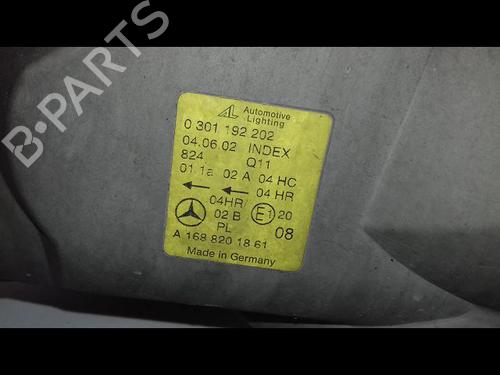 AL Automotive
Lighting
0 301 192 202
04.06.02 INDEX
824 Q11
01.1a 02 A 04 HC
04 HR
04HR/
02 B E1 20
PL 08
A 168 820 18 61
Made in Germany
B-PARTS